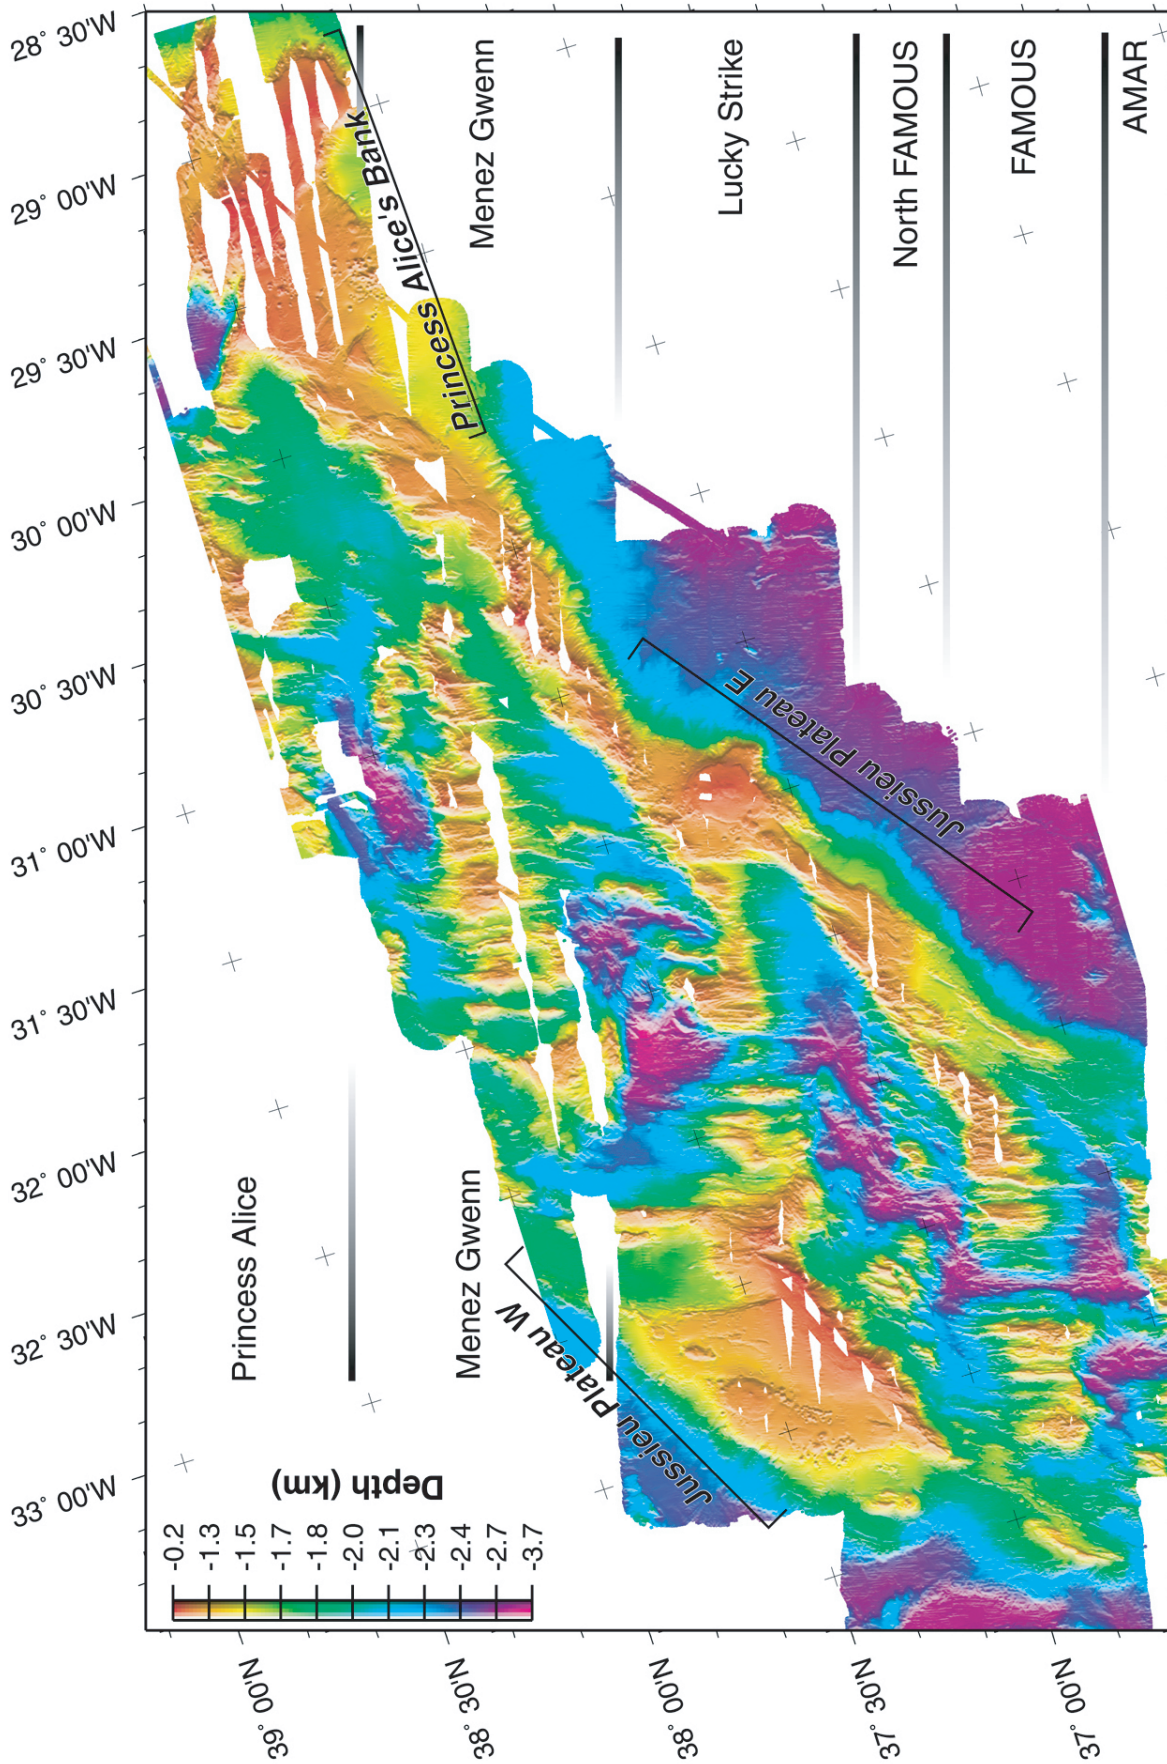 28° 30'W
29° 00'W
29° 30'W
30° 00'W
30° 30'W
31° 00'W
31° 30'W
32° 00'W
32° 30'W
33° 00'W
39° 00'N
38° 30'N
38° 00'N
37° 30'N
37° 00'N
Menez Gwenn
Lucky Strike
North FAMOUS
FAMOUS
AMAR
Princess Alice's Bank
Jussieu Plateau E
Princess Alice
Menez Gwenn
Jussieu Plateau W
Depth (km)
-0.2
-1.3
-1.5
-1.7
-1.8
-2.0
-2.1
-2.3
-2.4
-2.7
-3.7